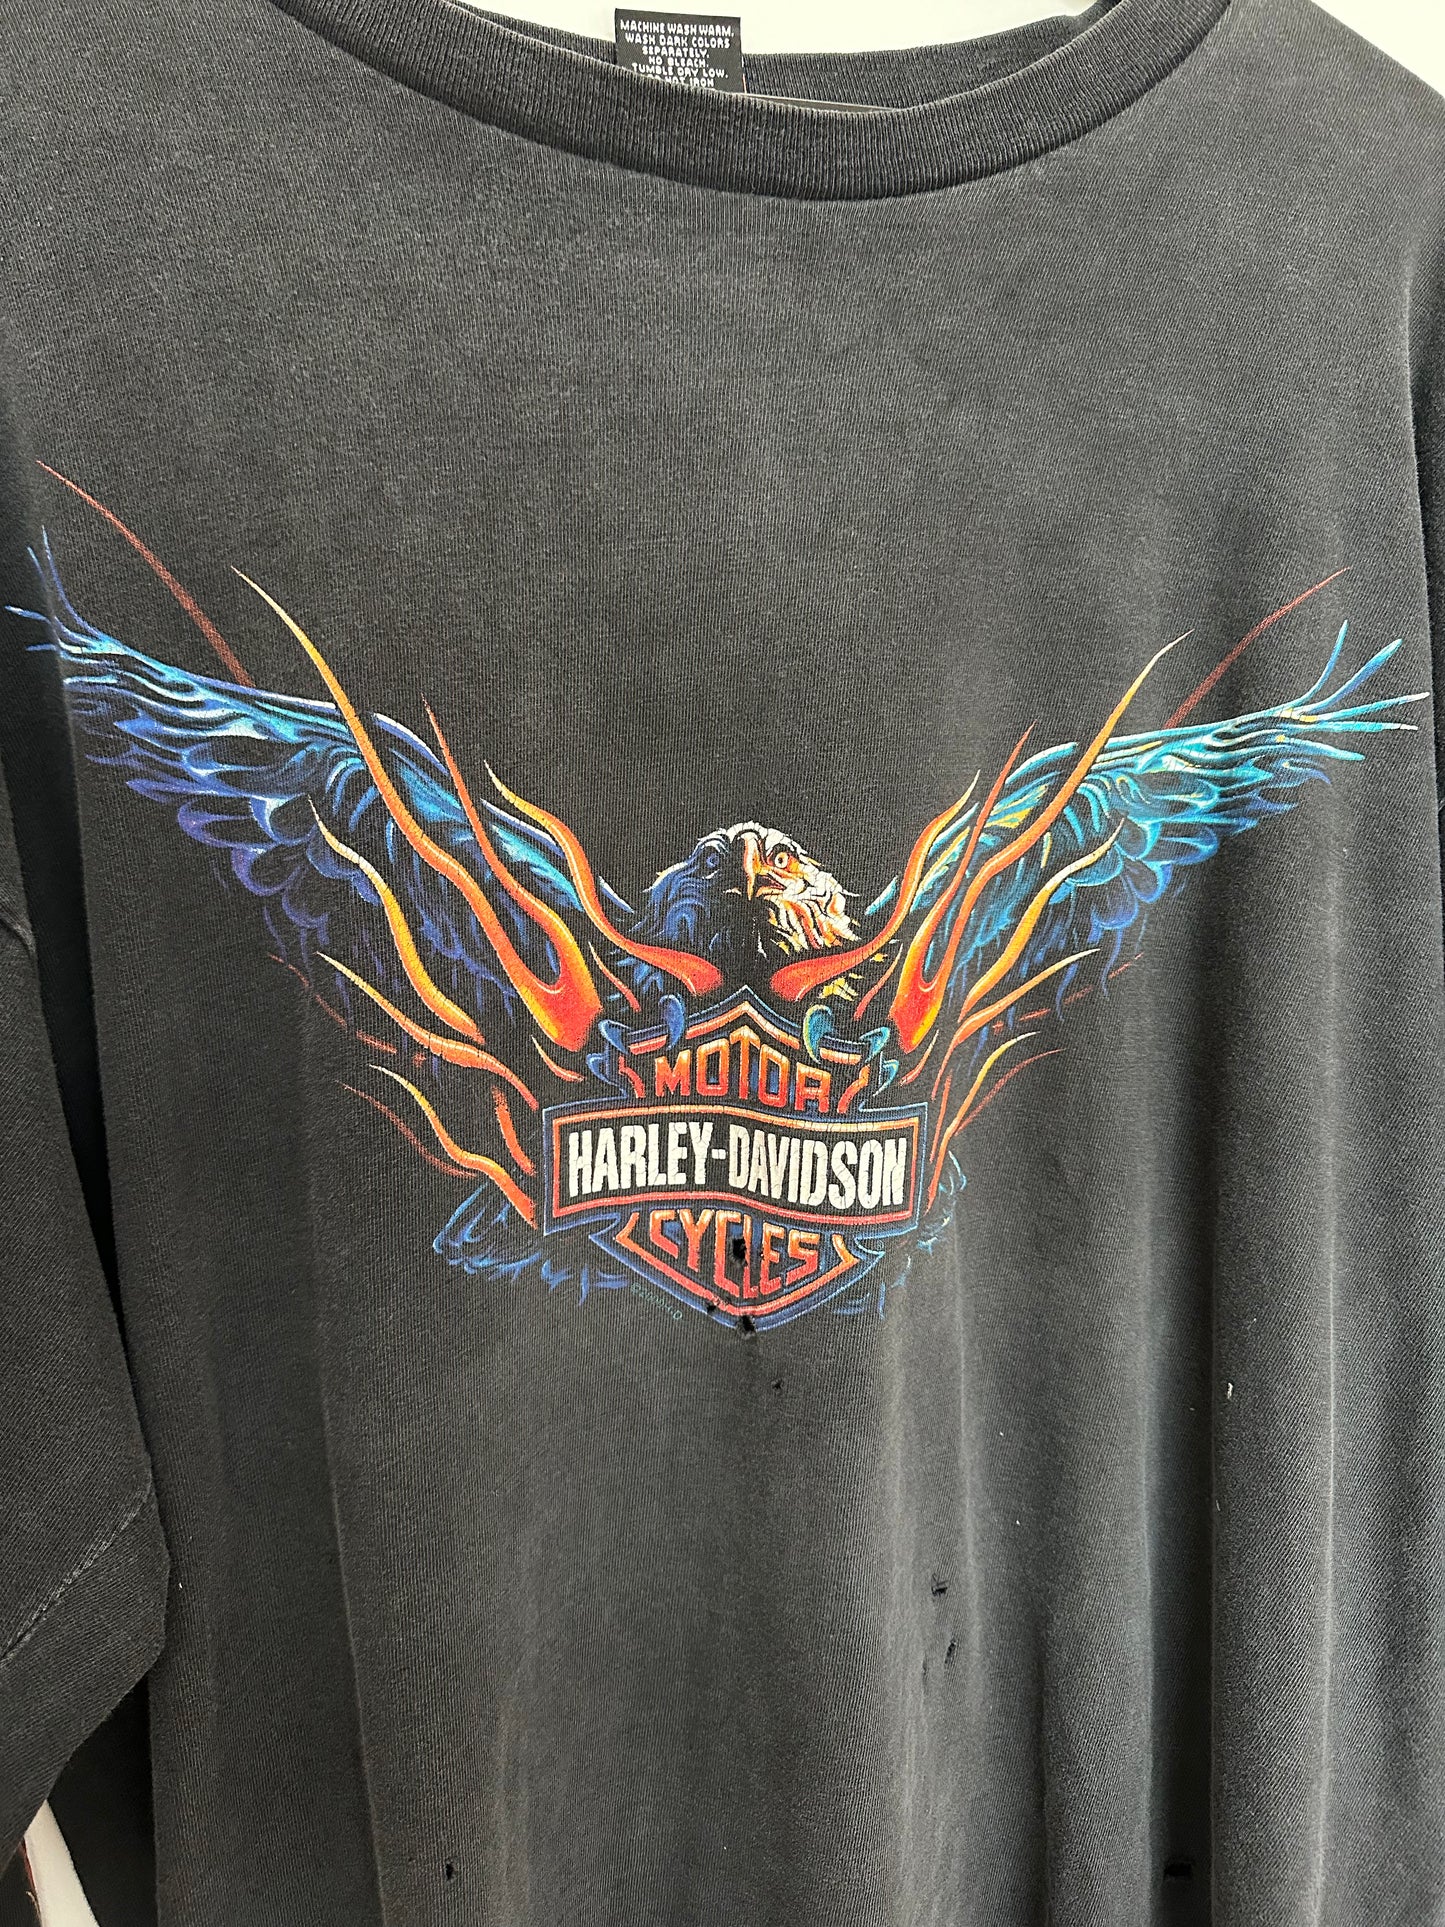 MACHINE WASH WARM.
WASH DARK COLORS
SEPARATELY.
NO BLEACH.
TUMBLE DRY LOW.
NOT IRON
MOTOR
HARLEY-DAVIDSON
CYCLES